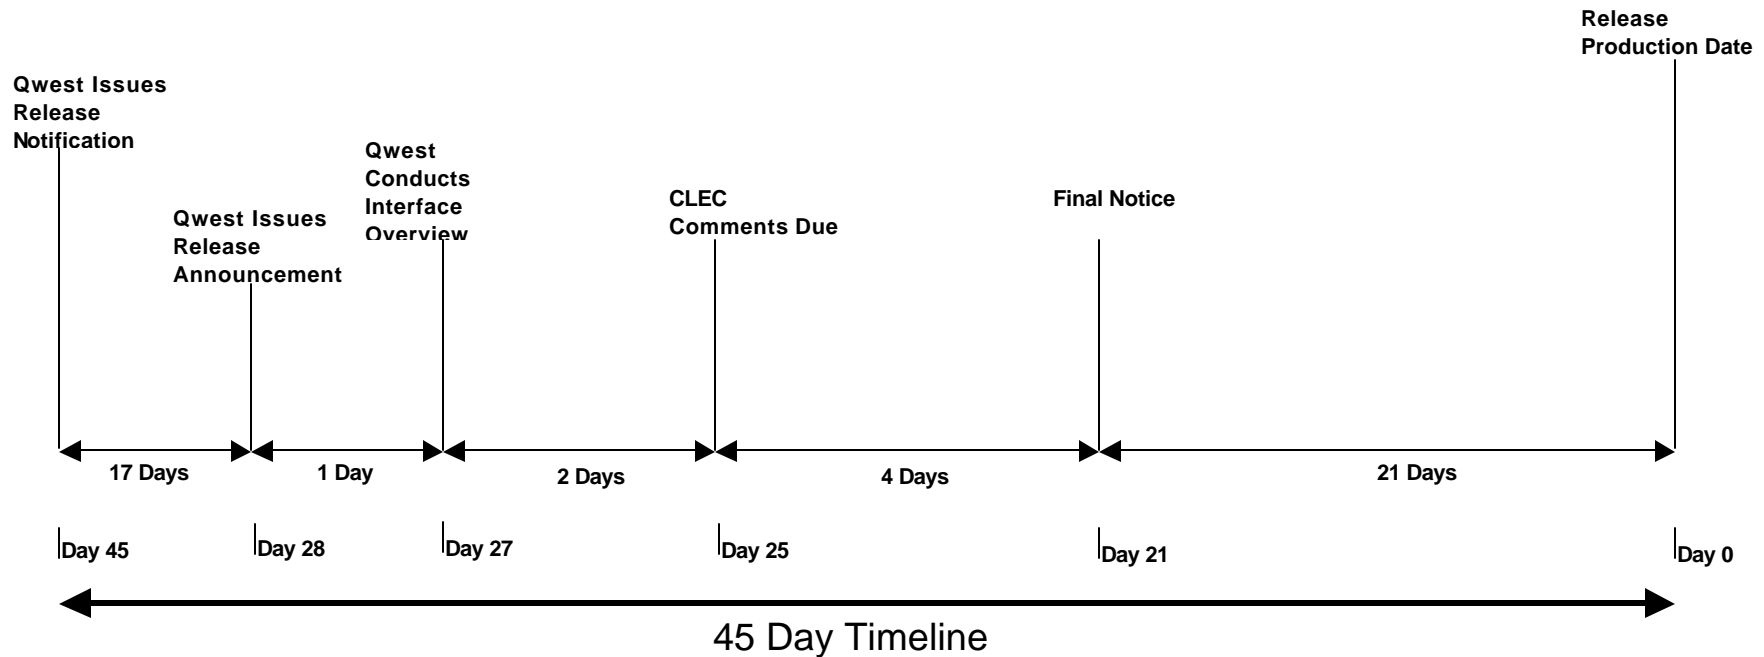 Release
Production Date
Qwest Issues
Release
Notification
Qwest
Conducts
Interface
Overview
Qwest Issues
Release
Announcement
CLEC
Comments Due
Final Notice
17 Days
1 Day
2 Days
4 Days
21 Days
Day 45
Day 28
Day 27
Day 25
Day 21
Day 0
45 Day Timeline